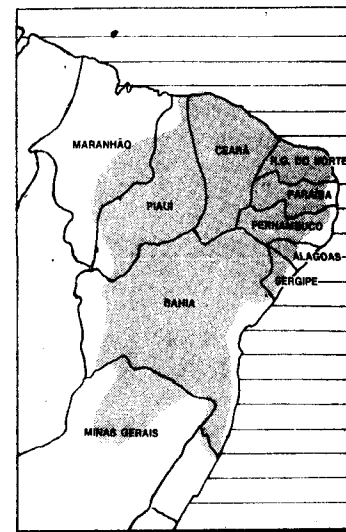 MARANHÃO
CEARÁ
R.G. DO NORTE
PARAÍBA
PIAUÍ
PERNAMBUCO
ALAGOAS
SERGIPE
BAHIA
MINAS GERAIS